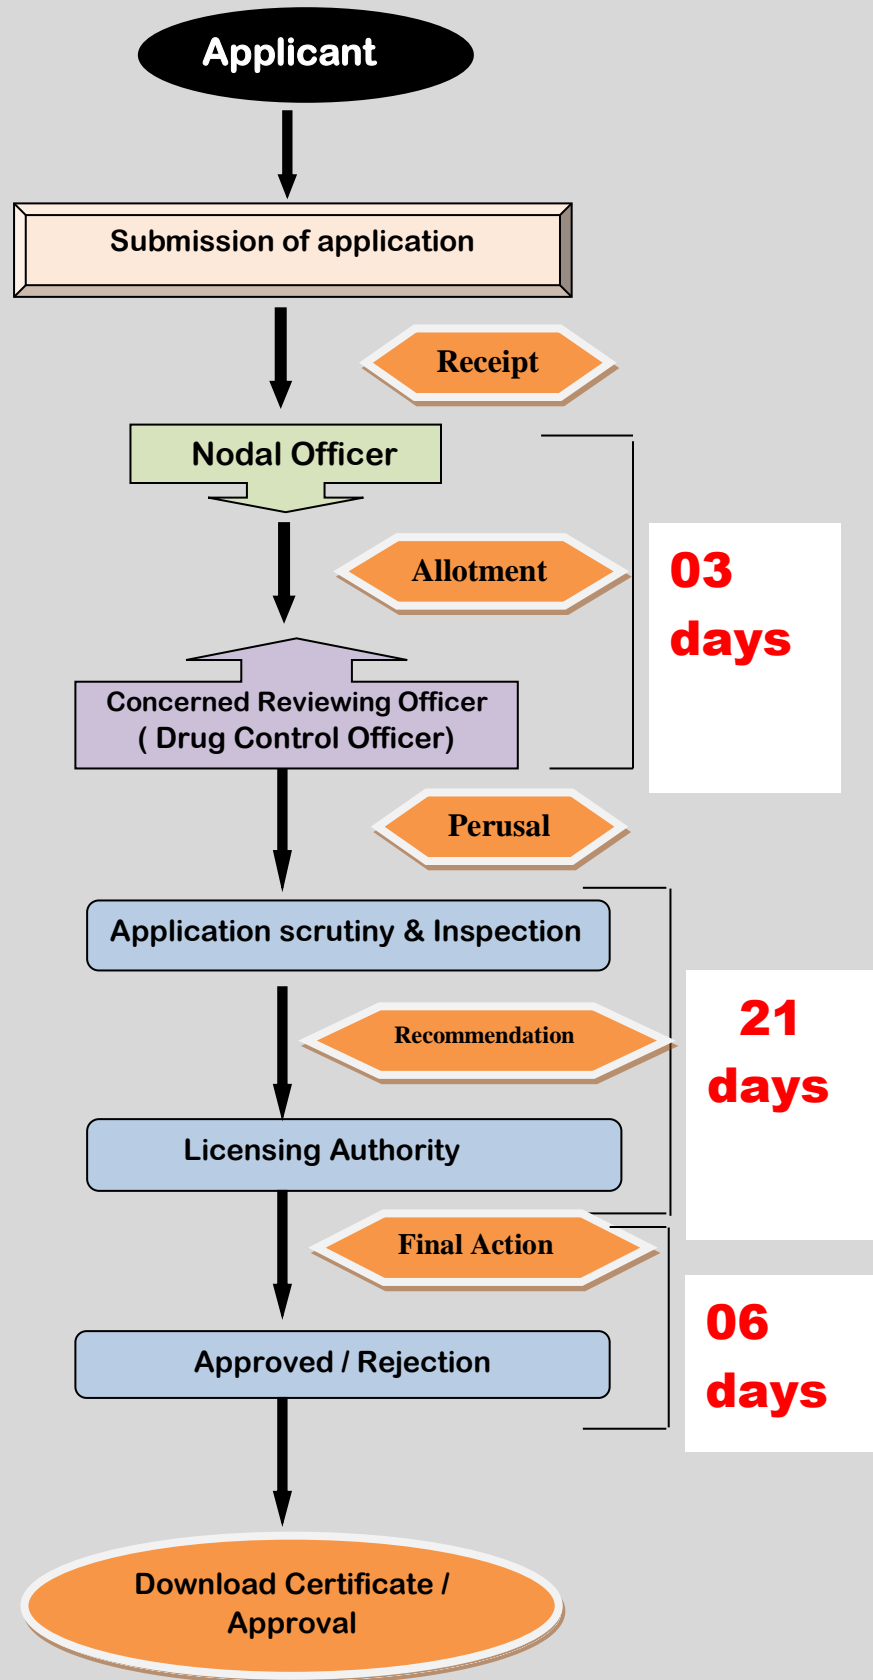 Applicant
Submission of application
Receipt
Nodal Officer
Allotment
03
days
Concerned Reviewing Officer
( Drug Control Officer)
Perusal
Application scrutiny & Inspection
Recommendation
21
days
Licensing Authority
Final Action
06
days
Approved / Rejection
Download Certificate /
Approval